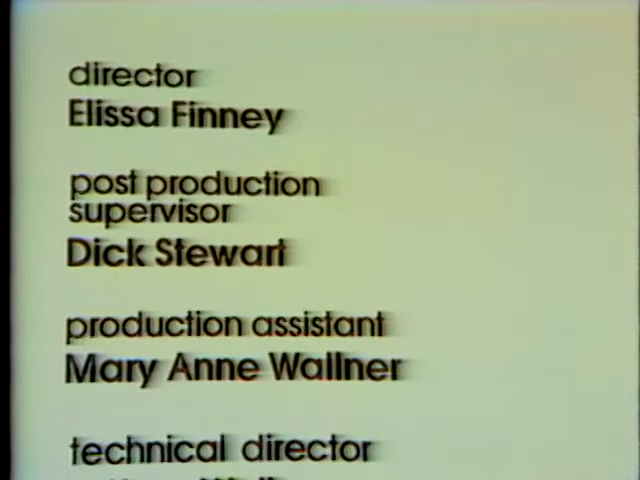 director
Elissa Finney
post production
supervisor
Dick Stewart
production assistant
Mary Anne Wallner
technical director